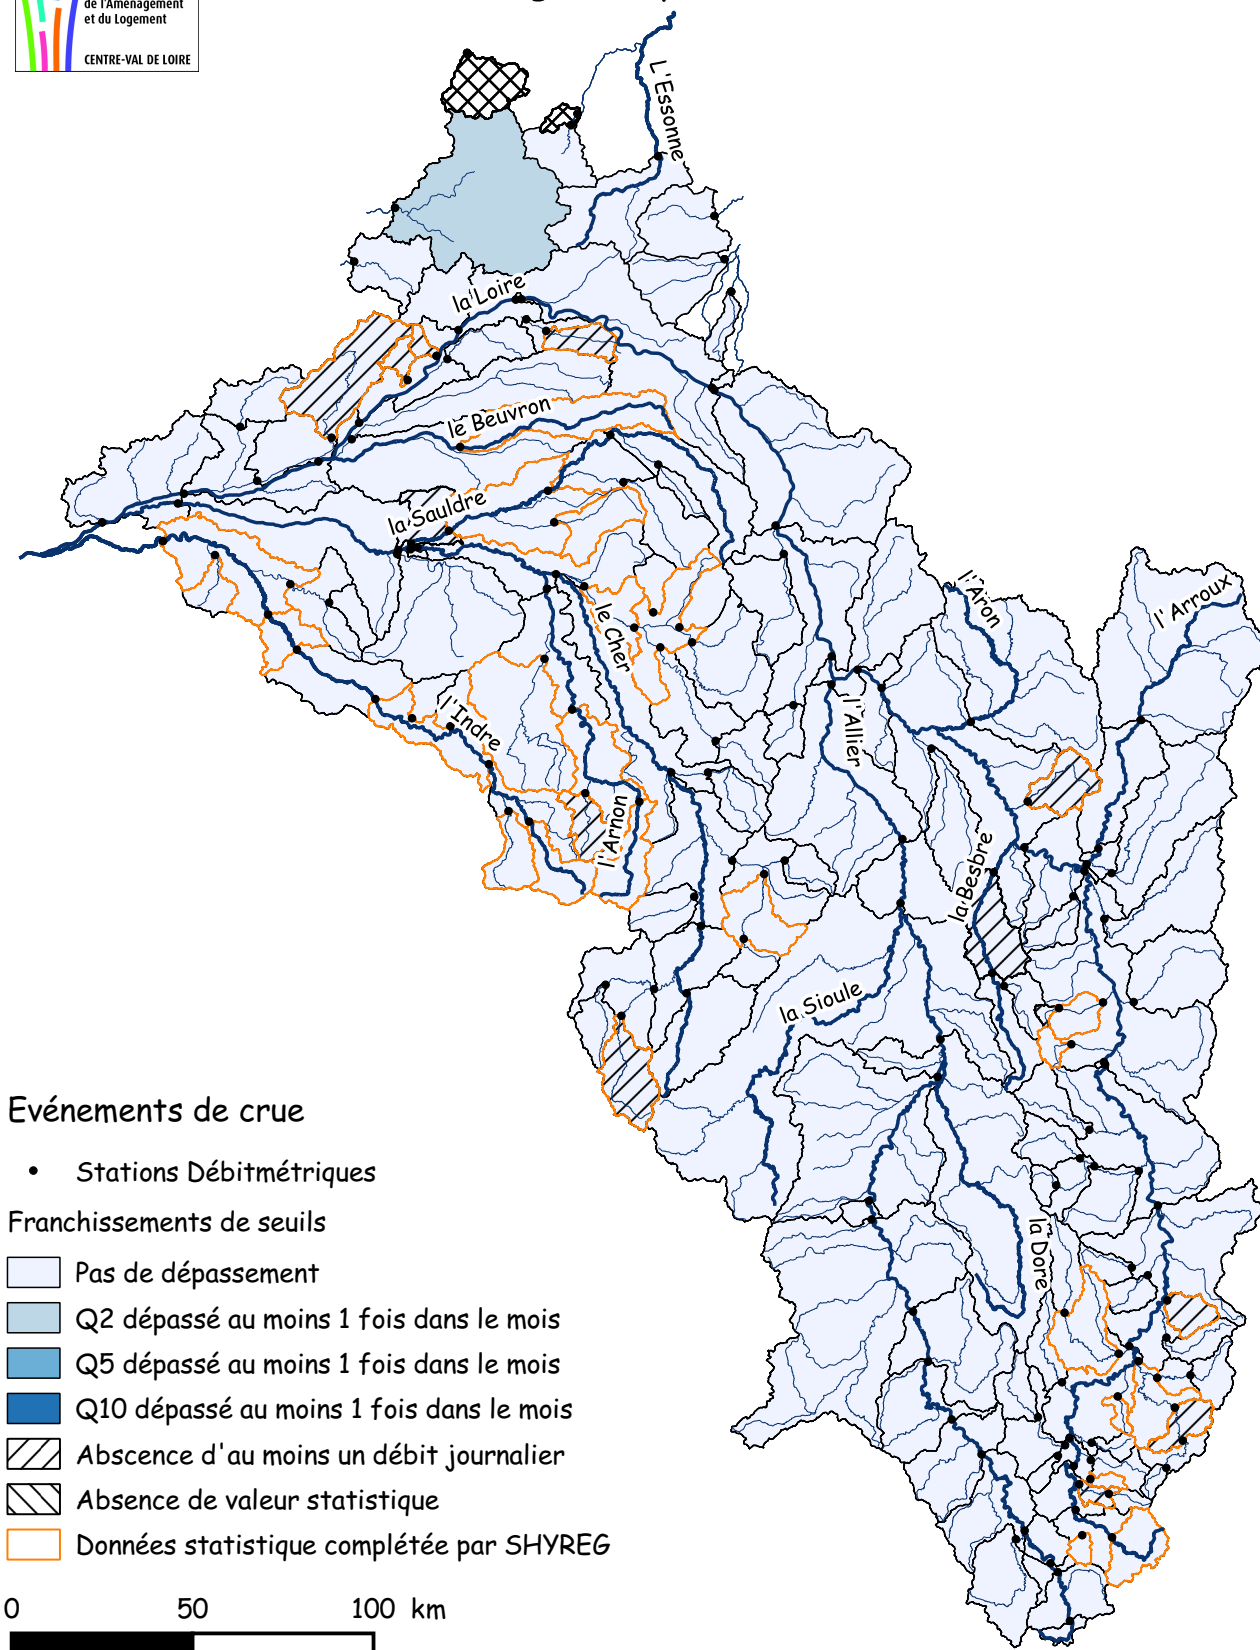 de l'Aménagement
et du Logement
CENTRE-VAL DE LOIRE
L'Essonne
la Loire
le Beuvron
la Sauldre
le Cher
l'Aron
l' Arroux
l'Indre
l'Allier
l'Arnon
la Besbre
la Sioule
la Dore
Evénements de crue
Stations Débitmétriques
Franchissements de seuils
Pas de dépassement
Q2 dépassé au moins 1 fois dans le mois
Q5 dépassé au moins 1 fois dans le mois
Q10 dépassé au moins 1 fois dans le mois
Abscence d'au moins un débit journalier
Absence de valeur statistique
Données statistique complétée par SHYREG
0 50 100 km